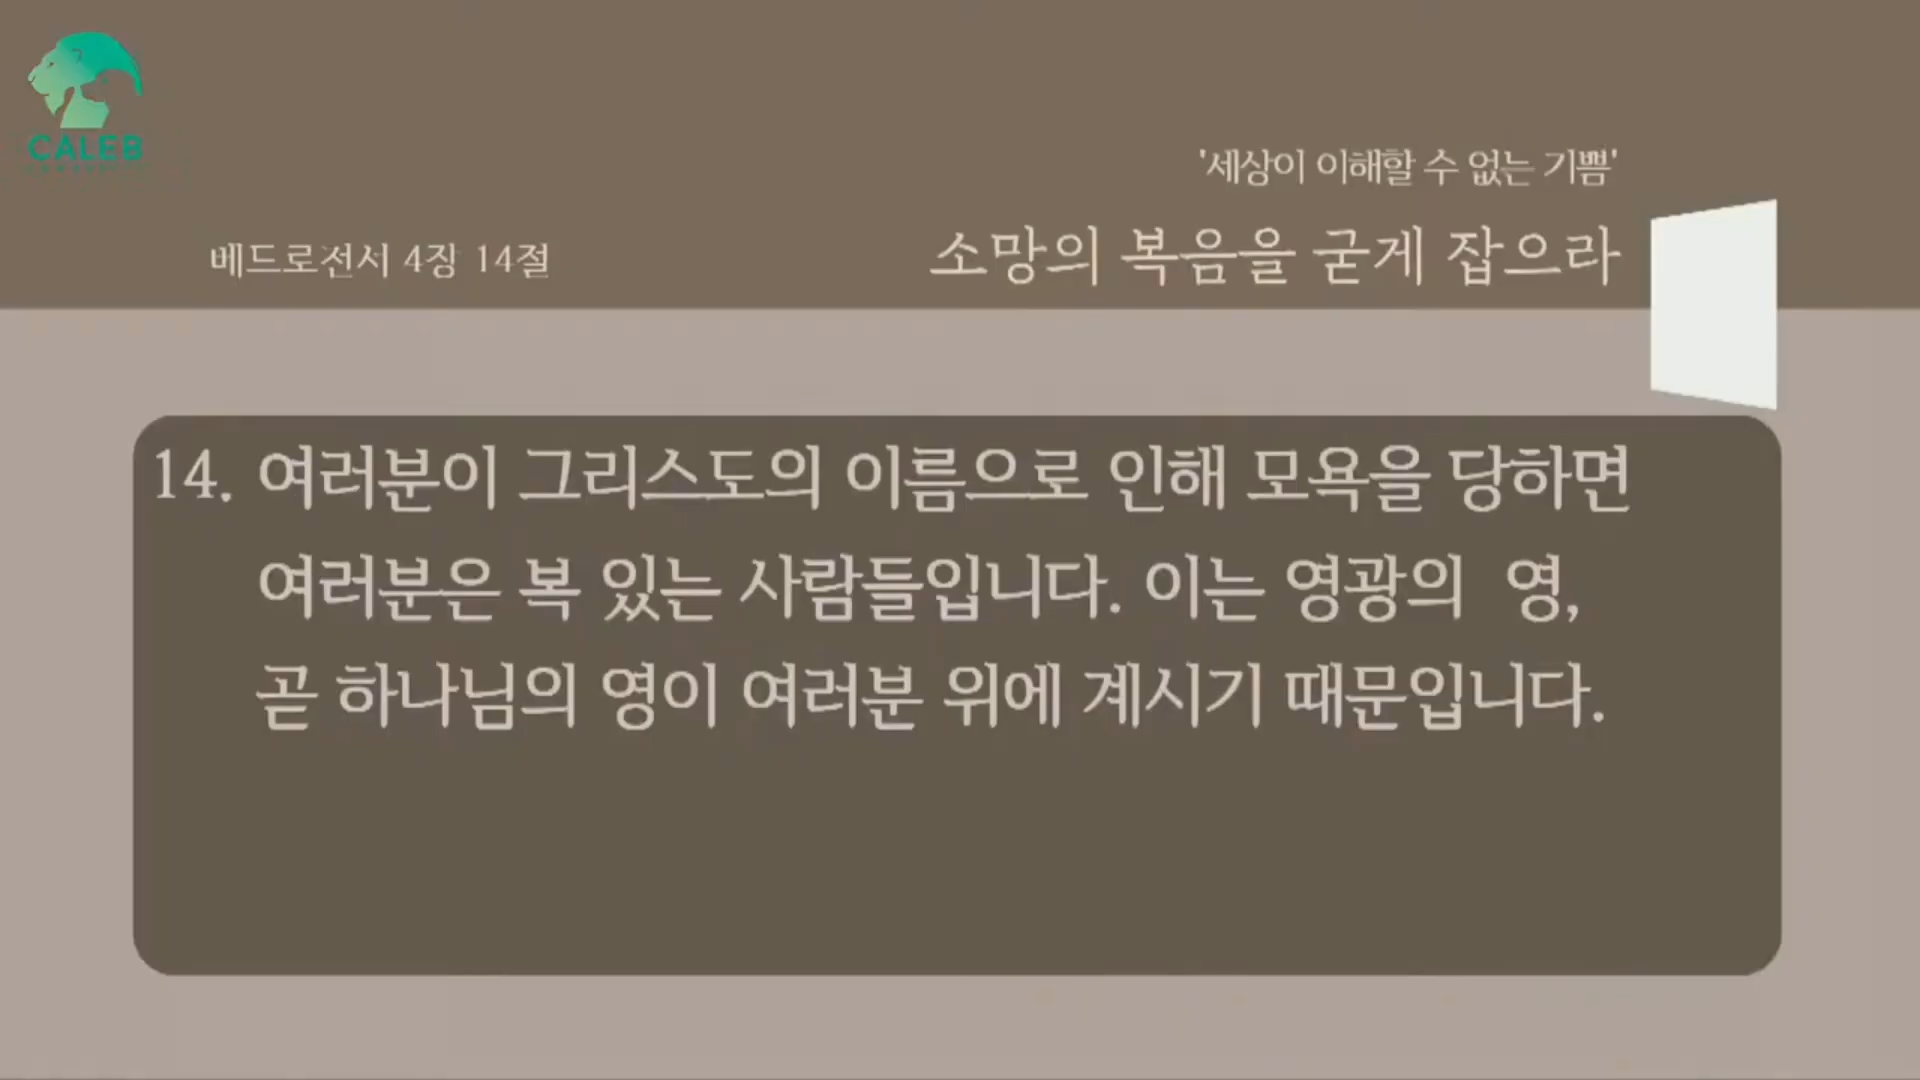 CALEB
'세상이 이해할 수 없는 기쁨'
소망의 복음을 굳게 잡으라
베드로전서 4장 14절
14. 여러분이 그리스도의 이름으로 인해 모욕을 당하면
여러분은 복 있는 사람들입니다. 이는 영광의 영,
곧 하나님의 영이 여러분 위에 계시기 때문입니다.